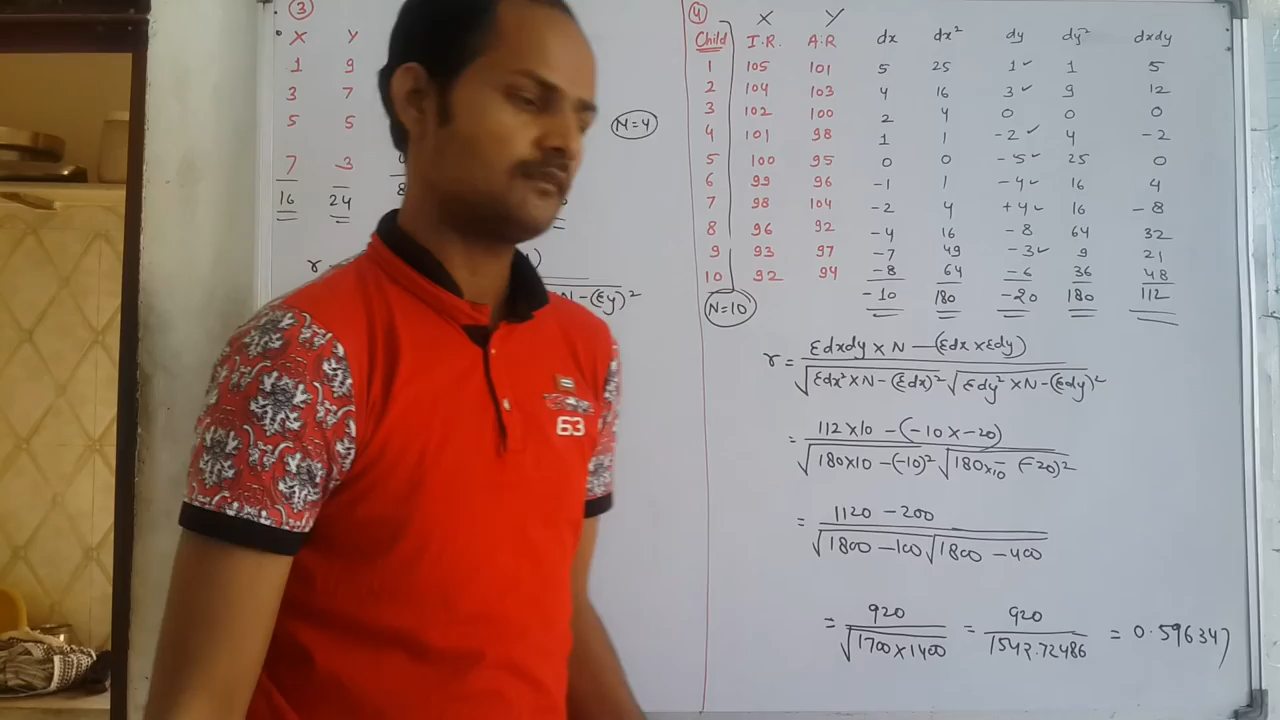 ③
X Y
1 9
3 7
5 5
7 3
16 24
8
N=4
r
N-(Ey)²
④ X Y
Child I.R. A.R dx dx² dy dy² dxdy
1 105 101 5 25 1✓ 1 5
2 104 103 4 16 3✓ 9 12
3 102 100 2 4 0 0 0
4 101 98 1 1 -2✓ 4 -2
5 100 95 0 0 -5✓ 25 0
6 99 96 -1 1 -4✓ 16 4
7 98 104 -2 4 +4✓ 16 -8
8 96 92 -4 16 -8 64 32
9 93 97 -7 49 -3✓ 9 21
10 92 94 -8 64 -6 36 48
N=10 -10 180 -20 180 112
r = Σdxdy × N - (Σdx × Σdy)
√Σdx² × N - (Σdx)² √Σdy² × N - (Σdy)²
= 112×10 - (-10 × -20)
√180×10 - (-10)² √180×10 - (-20)²
= 1120 - 200
√1800 - 100 √1800 - 400
= 920 = 920 = 0.596347
√1700×1400 1542.72486
63